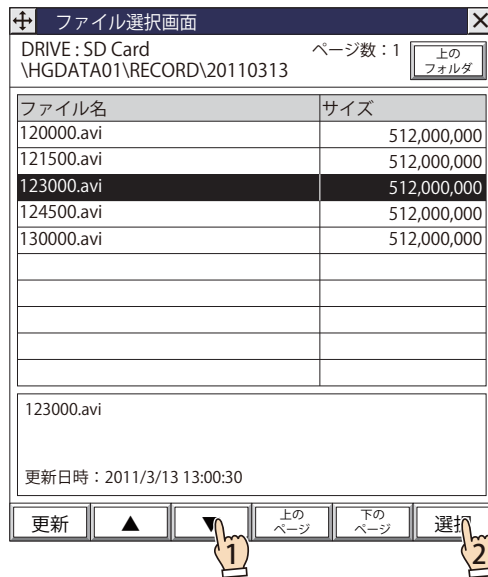 ファイル選択画面
DRIVE : SD Card
ページ数：1
\HGDATA01\RECORD\20110313
上の
フォルダ
ファイル名 サイズ
120000.avi 512,000,000
121500.avi 512,000,000
123000.avi 512,000,000
124500.avi 512,000,000
130000.avi 512,000,000
123000.avi
更新日時：2011/3/13 13:00:30
更新 ▲ ▼
上の
ページ
下の
ページ
選択
1
2